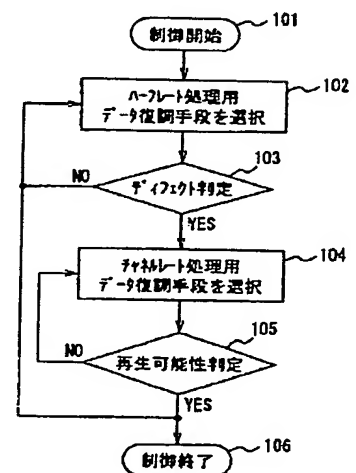 制御開始
101
ハーフレート処理用
データ復調手段を選択
102
ディフェクト判定
103
NO
YES
チャネルレート処理用
データ復調手段を選択
104
再生可能性判定
105
NO
YES
制御終了
106